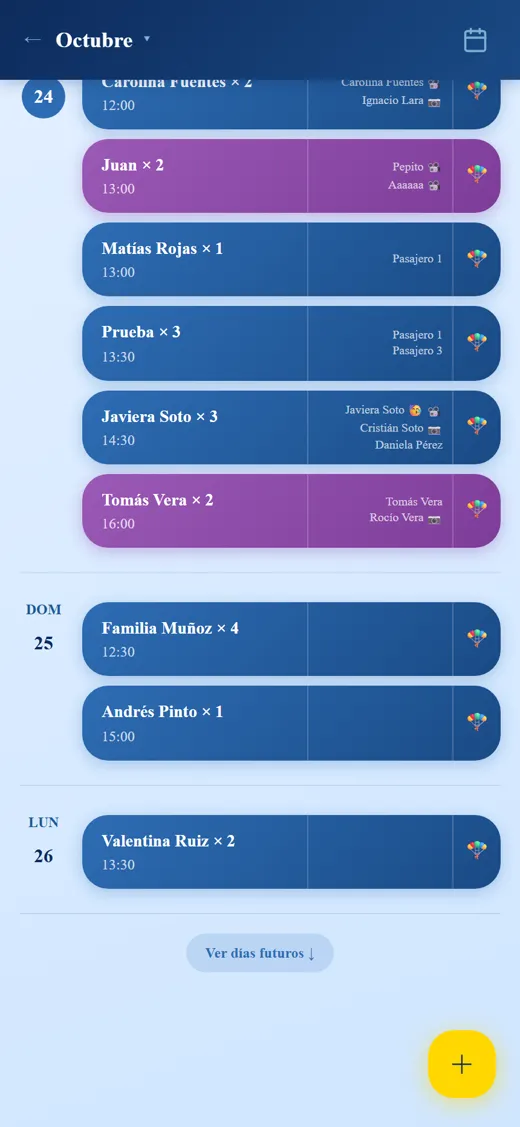 ← Octubre ▼
24
Carolina Fuentes × 2
12:00
Carolina Fuentes
Ignacio Lara
Juan × 2
13:00
Pepito
Aaaaaa
Matías Rojas × 1
13:00
Pasajero 1
Prueba × 3
13:30
Pasajero 1
Pasajero 3
Javiera Soto × 3
14:30
Javiera Soto
Cristián Soto
Daniela Pérez
Tomás Vera × 2
16:00
Tomás Vera
Rocío Vera
DOM
25
Familia Muñoz × 4
12:30
Andrés Pinto × 1
15:00
LUN
26
Valentina Ruiz × 2
13:30
Ver días futuros ↓
+